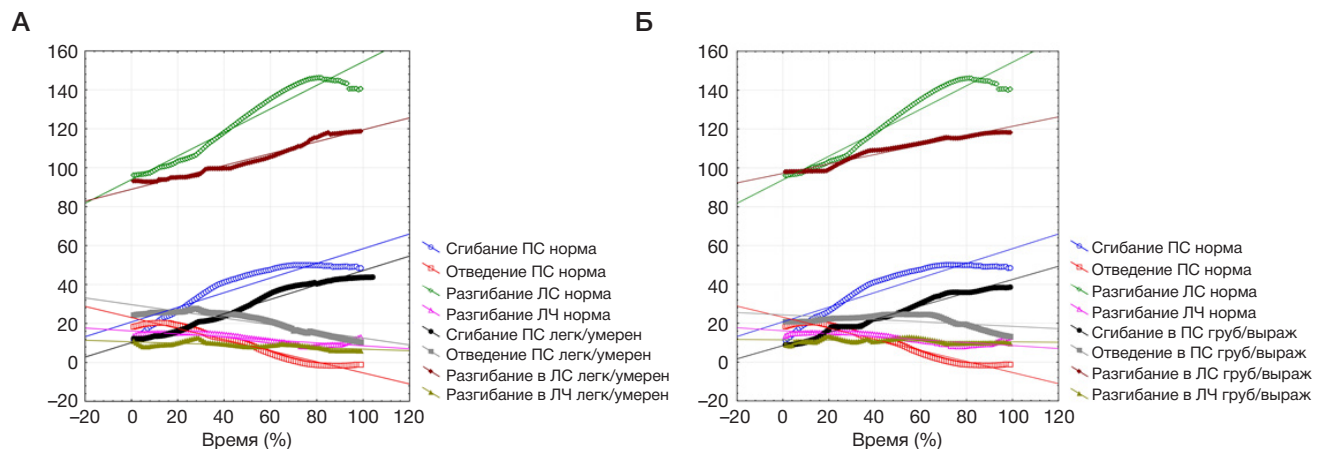 А
160
140
120
100
80
60
40
20
0
–20
–20
0
20
40
60
80
100
120
Время (%)
Сгибание ПС норма
Отведение ПС норма
Разгибание ЛС норма
Разгибание ЛЧ норма
Сгибание ПС легк/умерен
Отведение ПС легк/умерен
Разгибание в ЛС легк/умерен
Разгибание в ЛЧ легк/умерен
Б
160
140
120
100
80
60
40
20
0
–20
–20
0
20
40
60
80
100
120
Время (%)
Сгибание ПС норма
Отведение ПС норма
Разгибание ЛС норма
Разгибание ЛЧ норма
Сгибание в ПС груб/выраж
Отведение в ПС груб/выраж
Разгибание в ЛС груб/выраж
Разгибание в ЛЧ груб/выраж